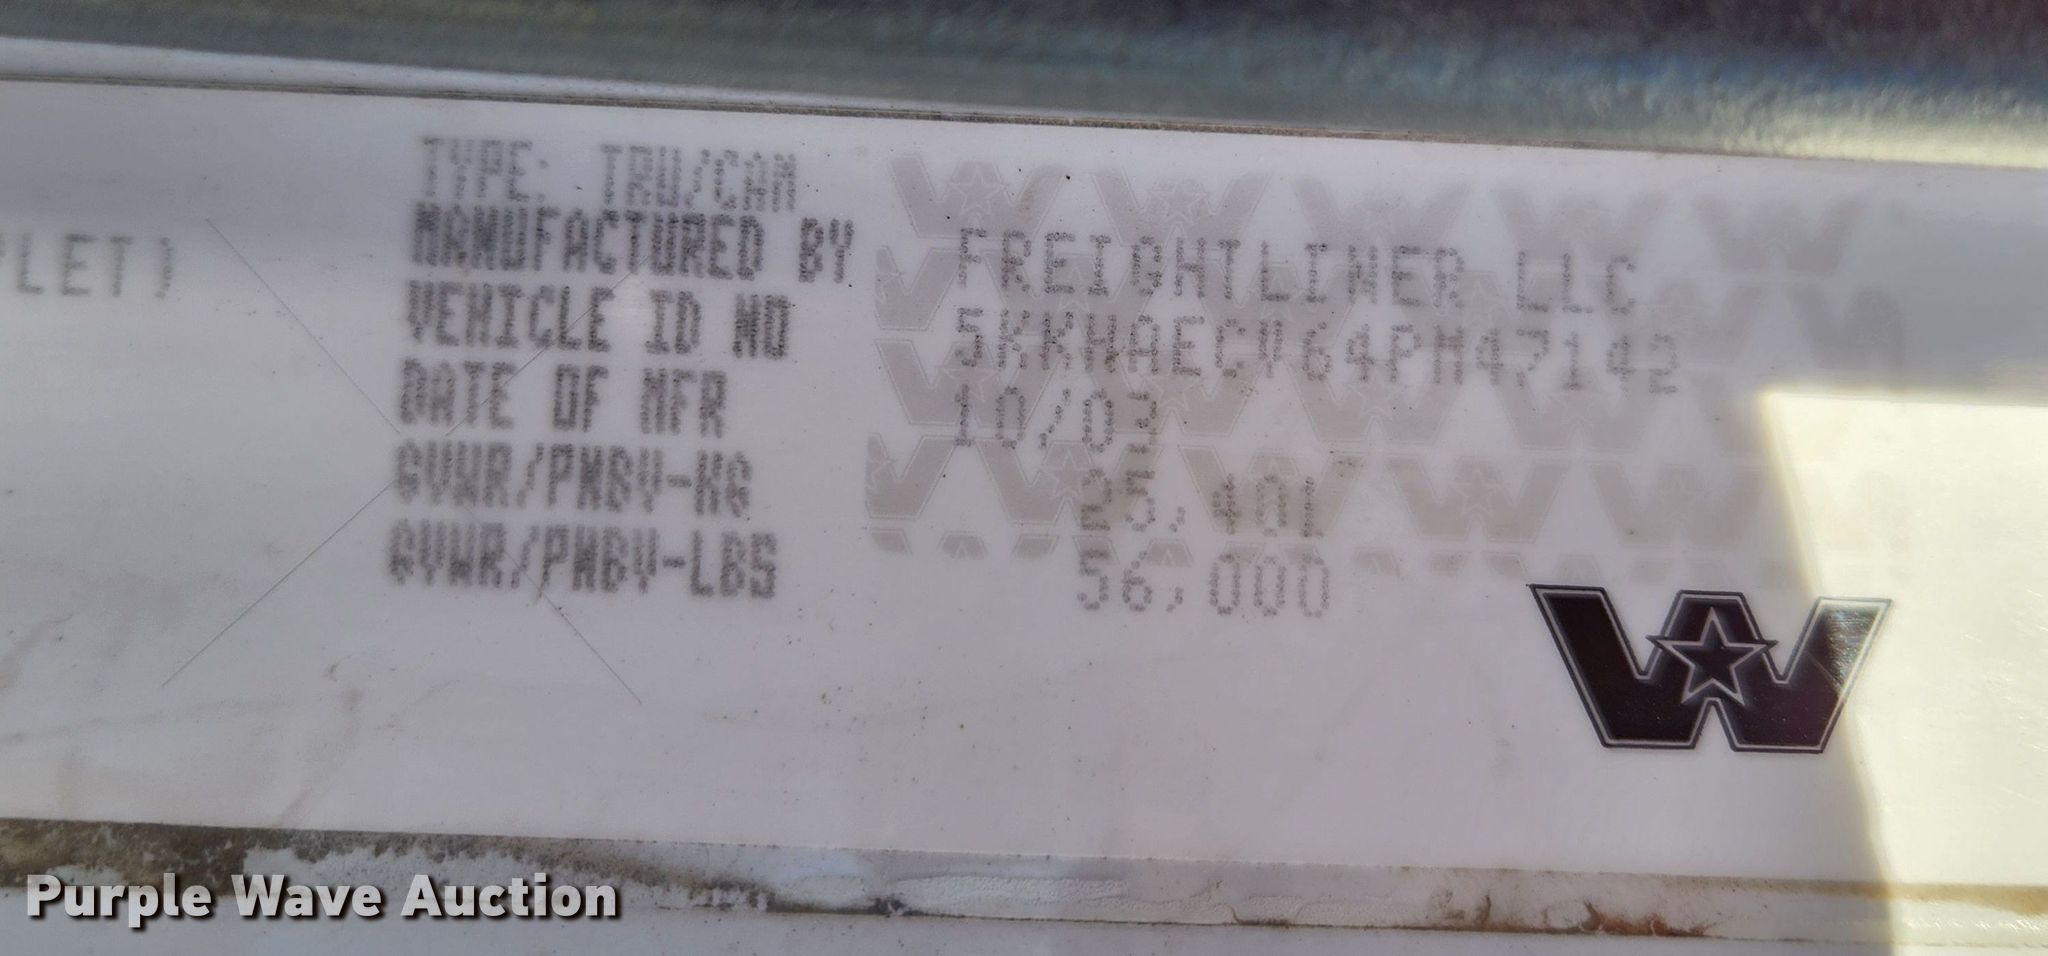 PLET)
TYPE: TRU/CAM
MANUFACTURED BY FREIGHTLINER LLC
VEHICLE ID NO 5KKHAECV64PM47142
DATE OF MFR 10/03
GVWR/PNBV-KG 25,401
GVWR/PNBV-LBS 56,000
Purple Wave Auction